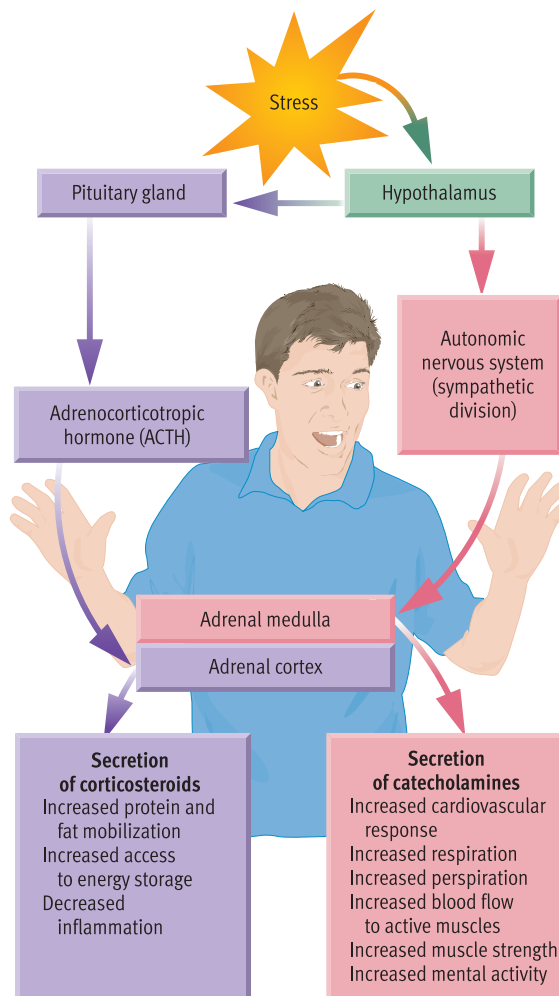 Stress
Pituitary gland
Hypothalamus
Autonomic
nervous system
(sympathetic
division)
Adrenocorticotropic
hormone (ACTH)
Adrenal medulla
Adrenal cortex
Secretion
of corticosteroids
Increased protein and
fat mobilization
Increased access
to energy storage
Decreased
inflammation
Secretion
of catecholamines
Increased cardiovascular
response
Increased respiration
Increased perspiration
Increased blood flow
to active muscles
Increased muscle strength
Increased mental activity